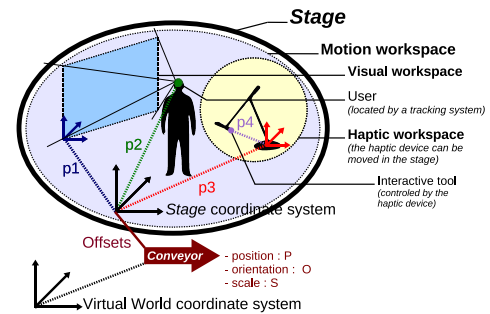 Stage
Motion workspace
Visual workspace
User
(located by a tracking system)
Haptic workspace
(the haptic device can be
moved in the stage)
Interactive tool
(controled by the
haptic device)
p4
p2
p1
p3
Stage coordinate system
Offsets
Conveyor
- position : P
- orientation : O
- scale : S
Virtual World coordinate system